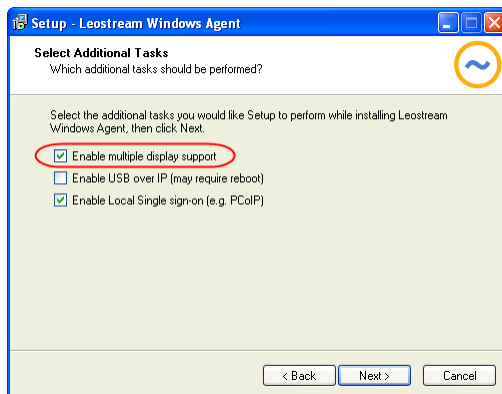 Setup - Leostream Windows Agent
Select Additional Tasks
Which additional tasks should be performed?
Select the additional tasks you would like Setup to perform while installing Leostream
Windows Agent, then click Next.
Enable multiple display support
Enable USB over IP (may require reboot)
Enable Local Single sign-on (e.g. PCoIP)
< Back
Next >
Cancel